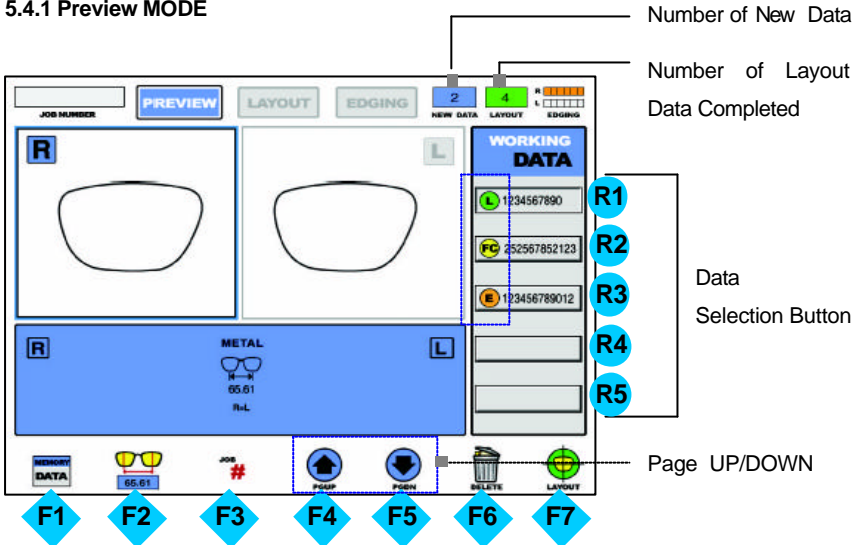 5.4.1 Preview MODE
Number of New Data
Number of Layout
Data Completed
JOB NUMBER
PREVIEW
LAYOUT
EDGING
2
NEW DATA
4
LAYOUT
R
L
EDGING
R
L
WORKING
DATA
L 1234567890
R1
FC 252567852123
R2
E 123456789012
R3
R4
R5
Data
Selection Button
R
METAL
65.61
R=L
L
MEMORY
DATA
65.61
JOB
#
PGUP
PGDN
DELETE
LAYOUT
Page UP/DOWN
F1
F2
F3
F4
F5
F6
F7